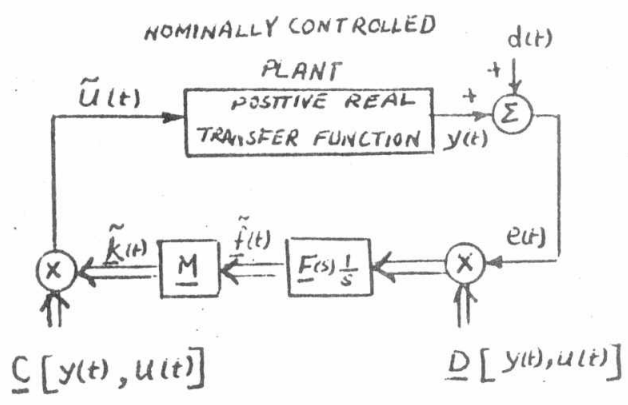 NOMINALLY CONTROLLED
PLANT
POSITIVE REAL
TRANSFER FUNCTION
ũ(t)
+
y(t)
+
d(t)
Σ
e(t)
X
k̃(t)
M
f̃(t)
F(s) 1/s
X
C [y(t), u(t)]
D [y(t), u(t)]